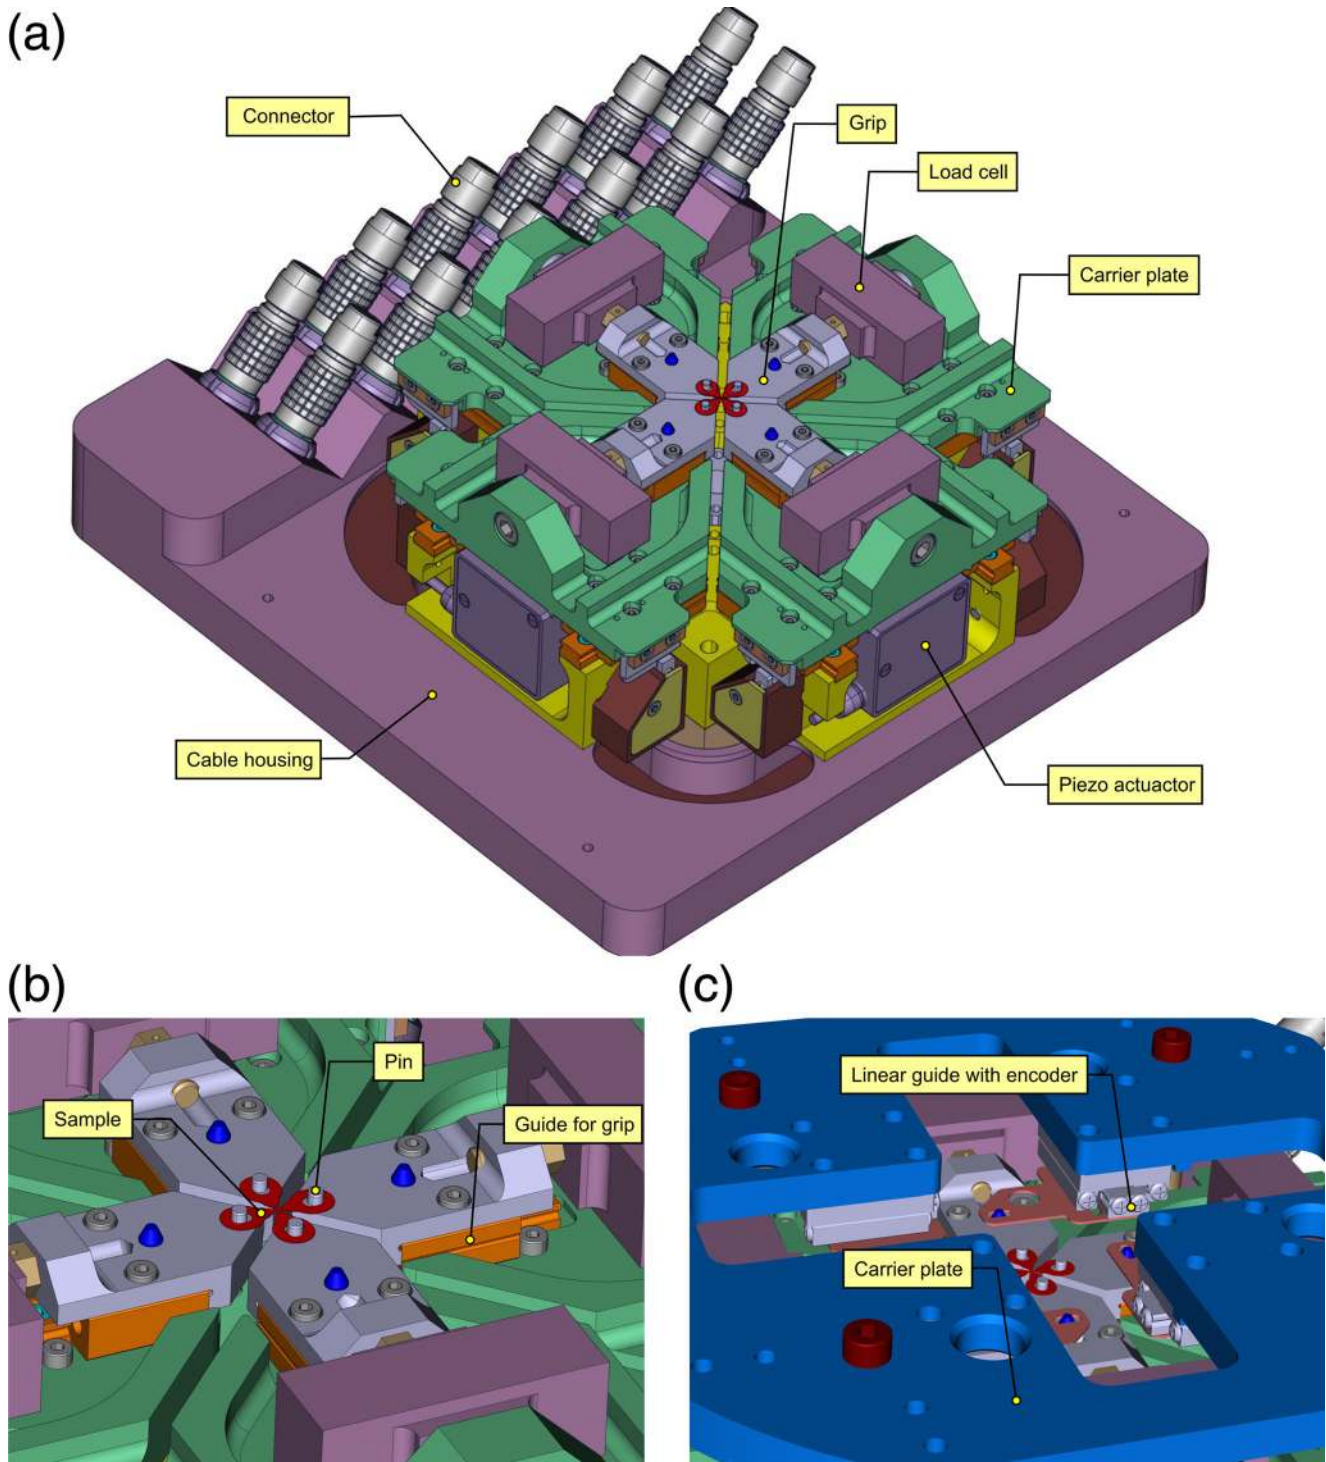 (a)
Connector
Grip
Load cell
Carrier plate
Cable housing
Piezo actuactor
(b)
Pin
Sample
Guide for grip
(c)
Linear guide with encoder
Carrier plate